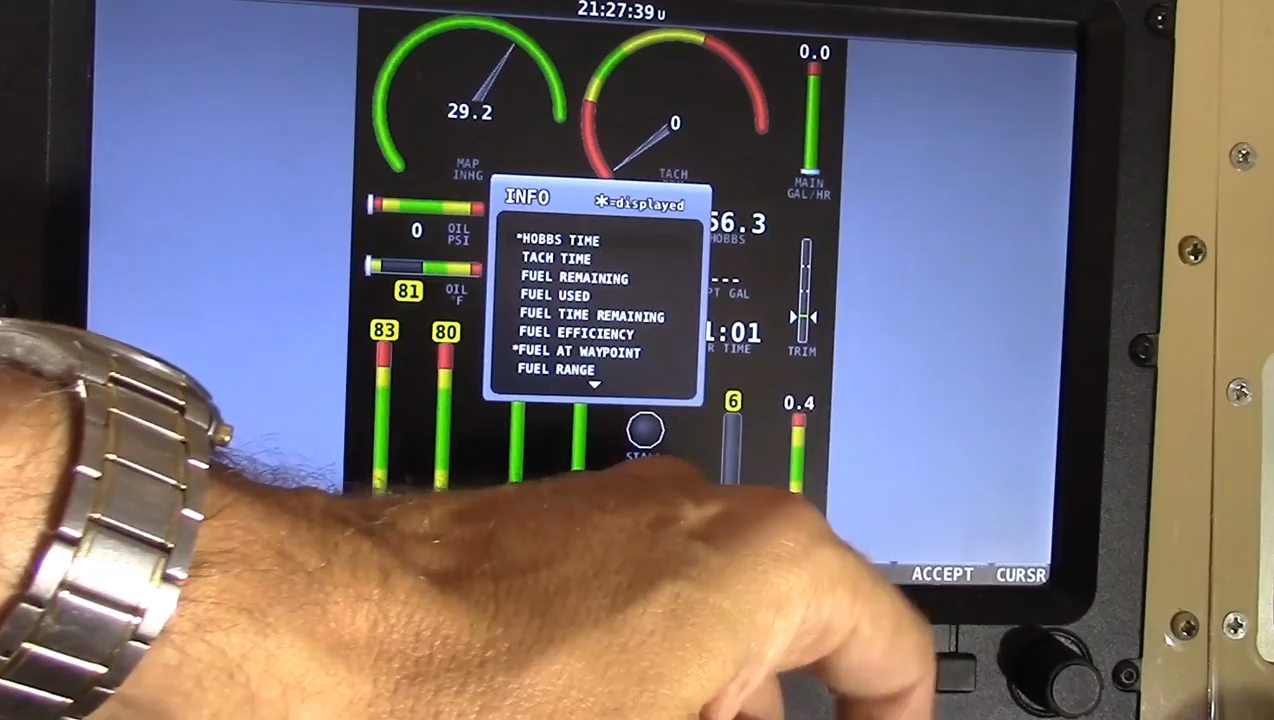 21:27:39U
0.0
29.2
0
MAP
INHG
TACH
MAIN
GAL/HR
INFO *=displayed
*HOBBS TIME
TACH TIME
FUEL REMAINING
FUEL USED
FUEL TIME REMAINING
FUEL EFFICIENCY
*FUEL AT WAYPOINT
FUEL RANGE
56.3
HOBBS
0 OIL
PSI
81 OIL
°F
---
PT GAL
1:01
R TIME
TRIM
83
80
6
0.4
ACCEPT CURSR